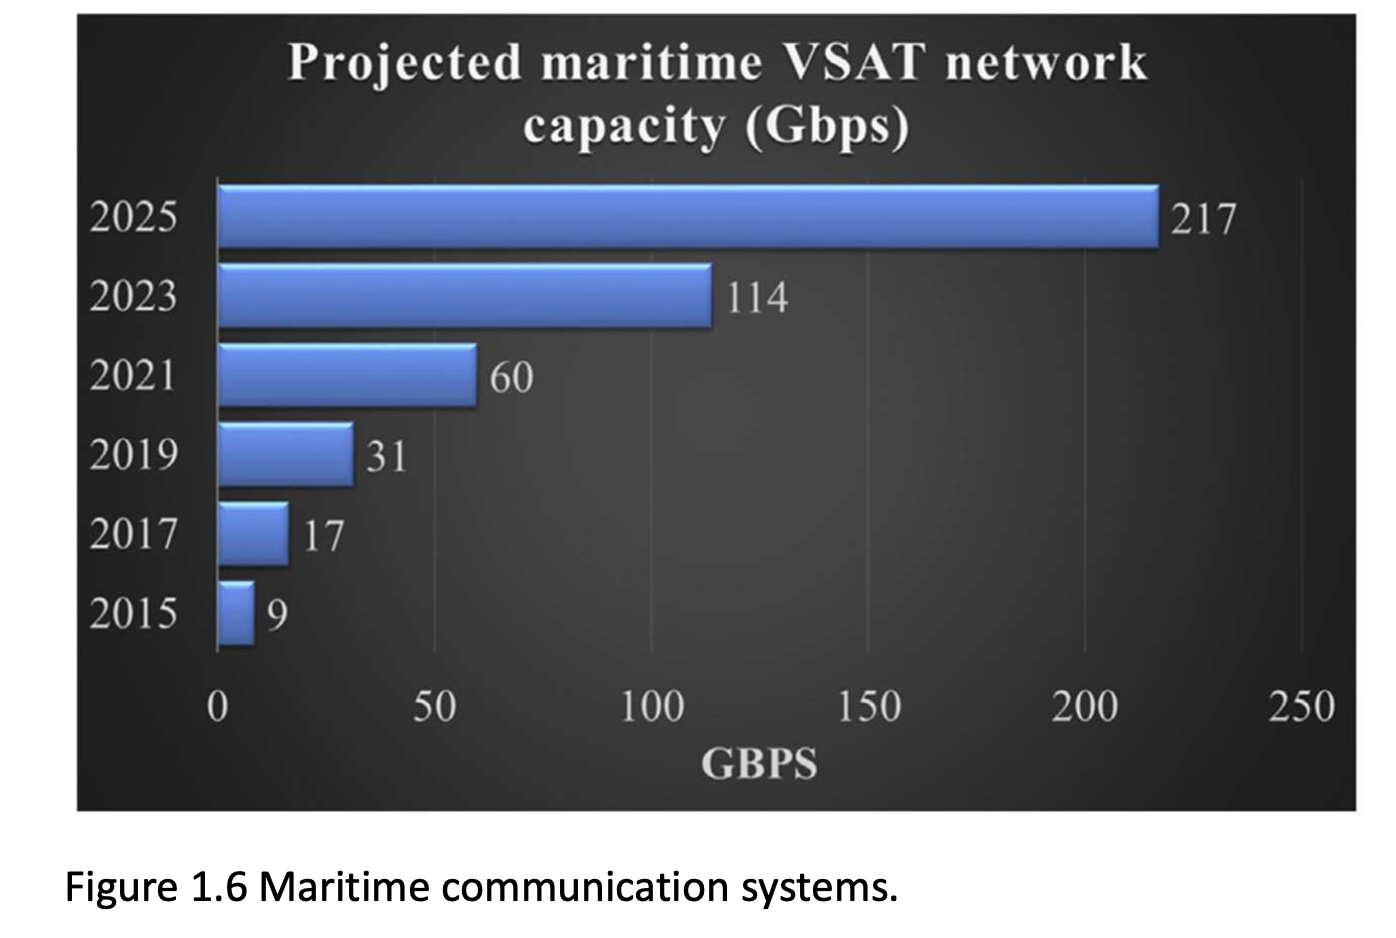 Projected maritime VSAT network
capacity (Gbps)
2025 217
2023 114
2021 60
2019 31
2017 17
2015 9
0 50 100 150 200 250
GBPS
Figure 1.6 Maritime communication systems.